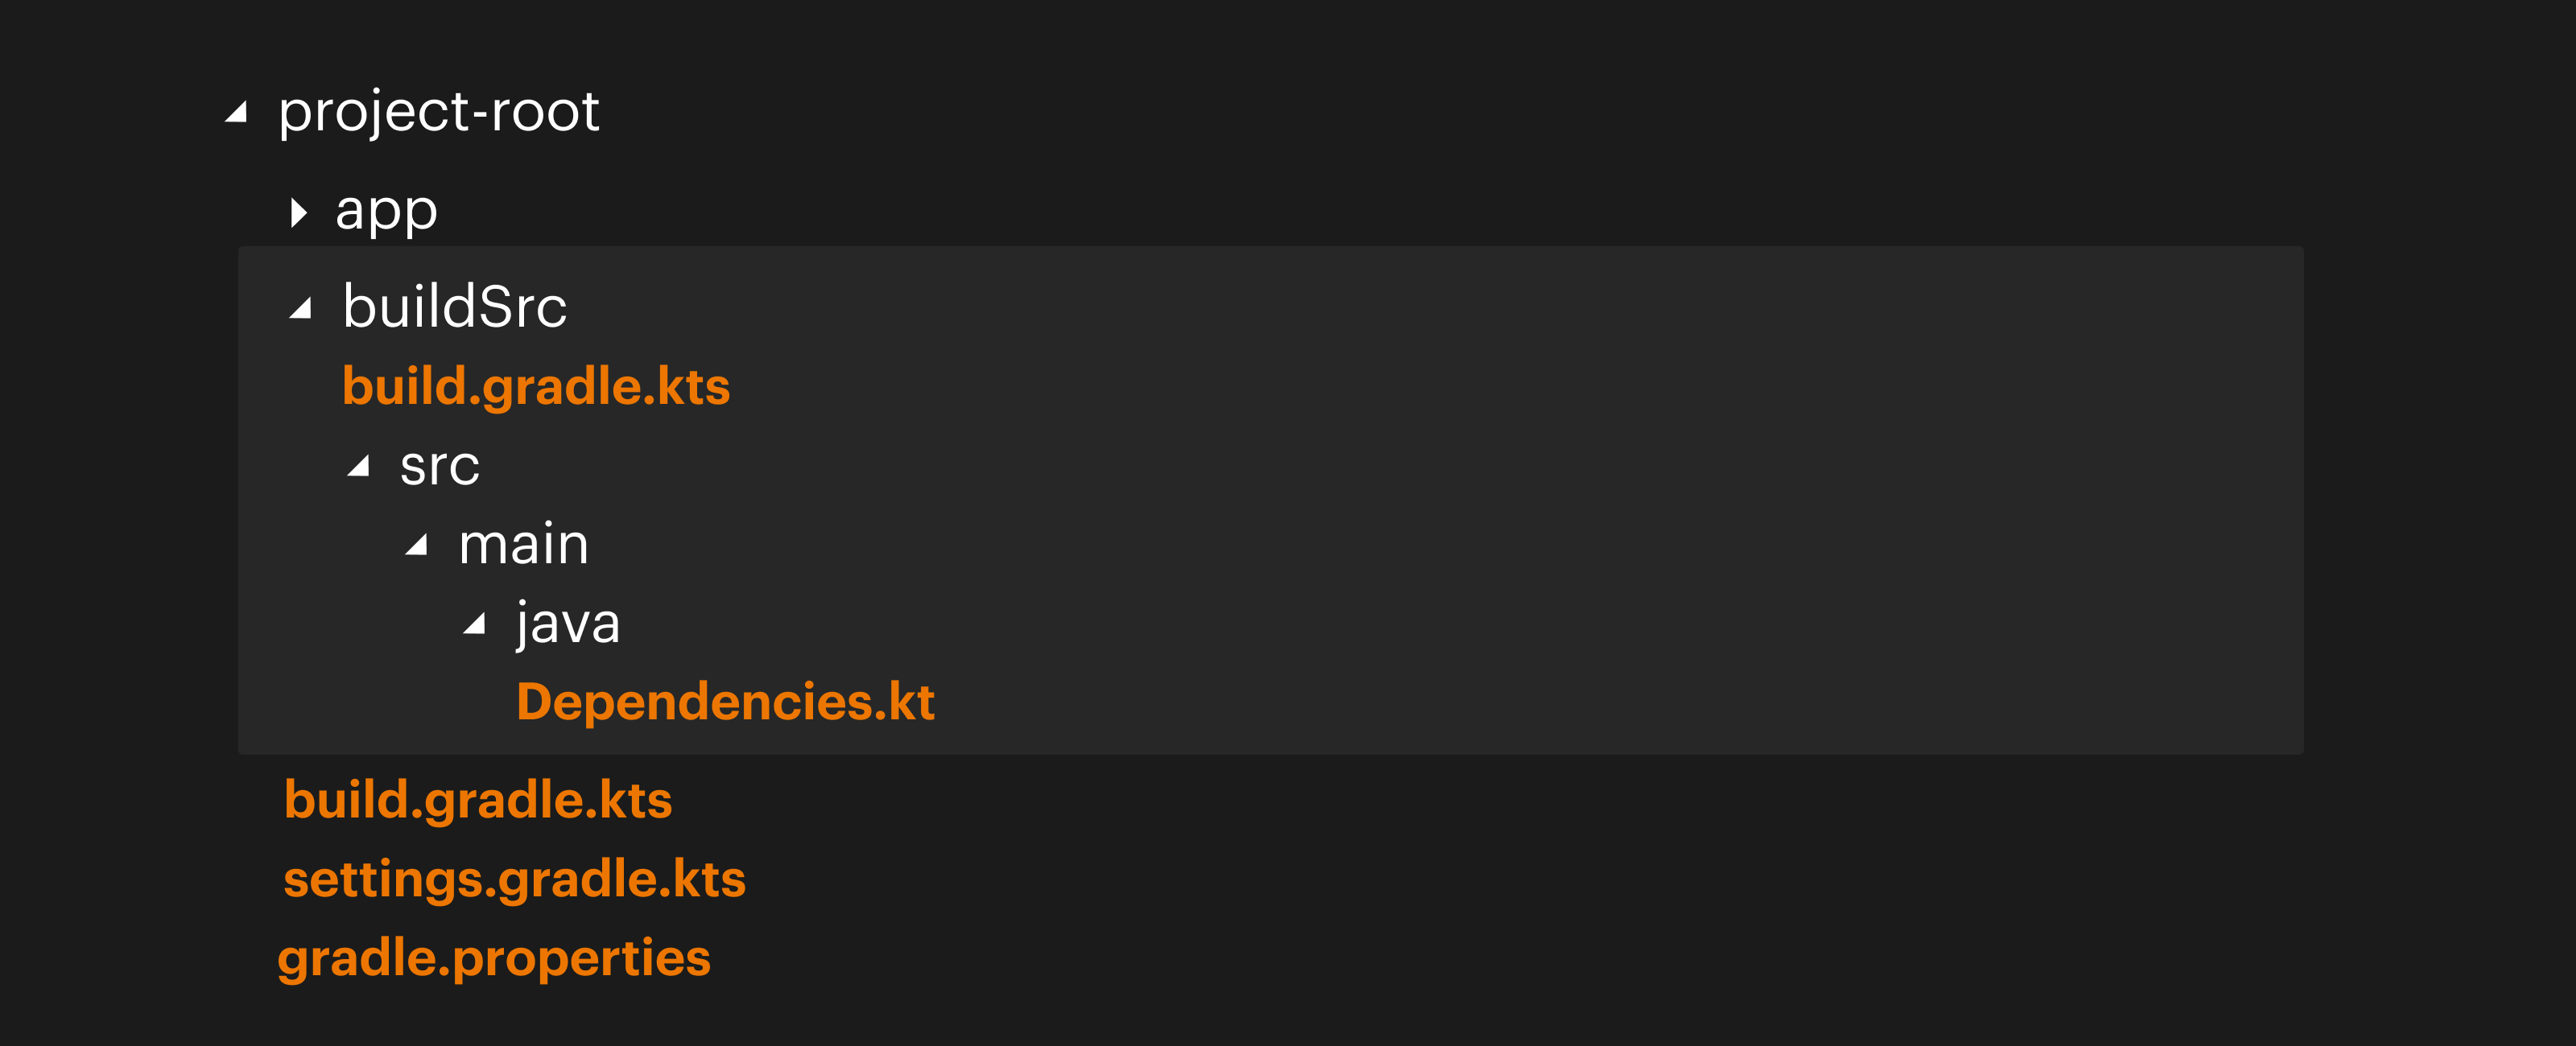 project-root
app
buildSrc
build.gradle.kts
src
main
java
Dependencies.kt
build.gradle.kts
settings.gradle.kts
gradle.properties